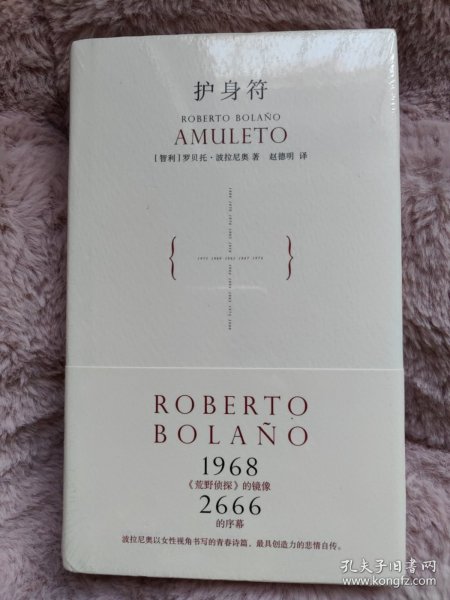 护身符
ROBERTO BOLAÑO
AMULETO
[智利]罗贝托·波拉尼奥 著 赵德明 译
{ }
ROBERTO
BOLAÑO
1968
《荒野侦探》的镜像
2666
的序幕
波拉尼奥以女性视角书写的青春诗篇，最具创造力的悲情自传。
孔夫子旧书网
www.kongfz.com